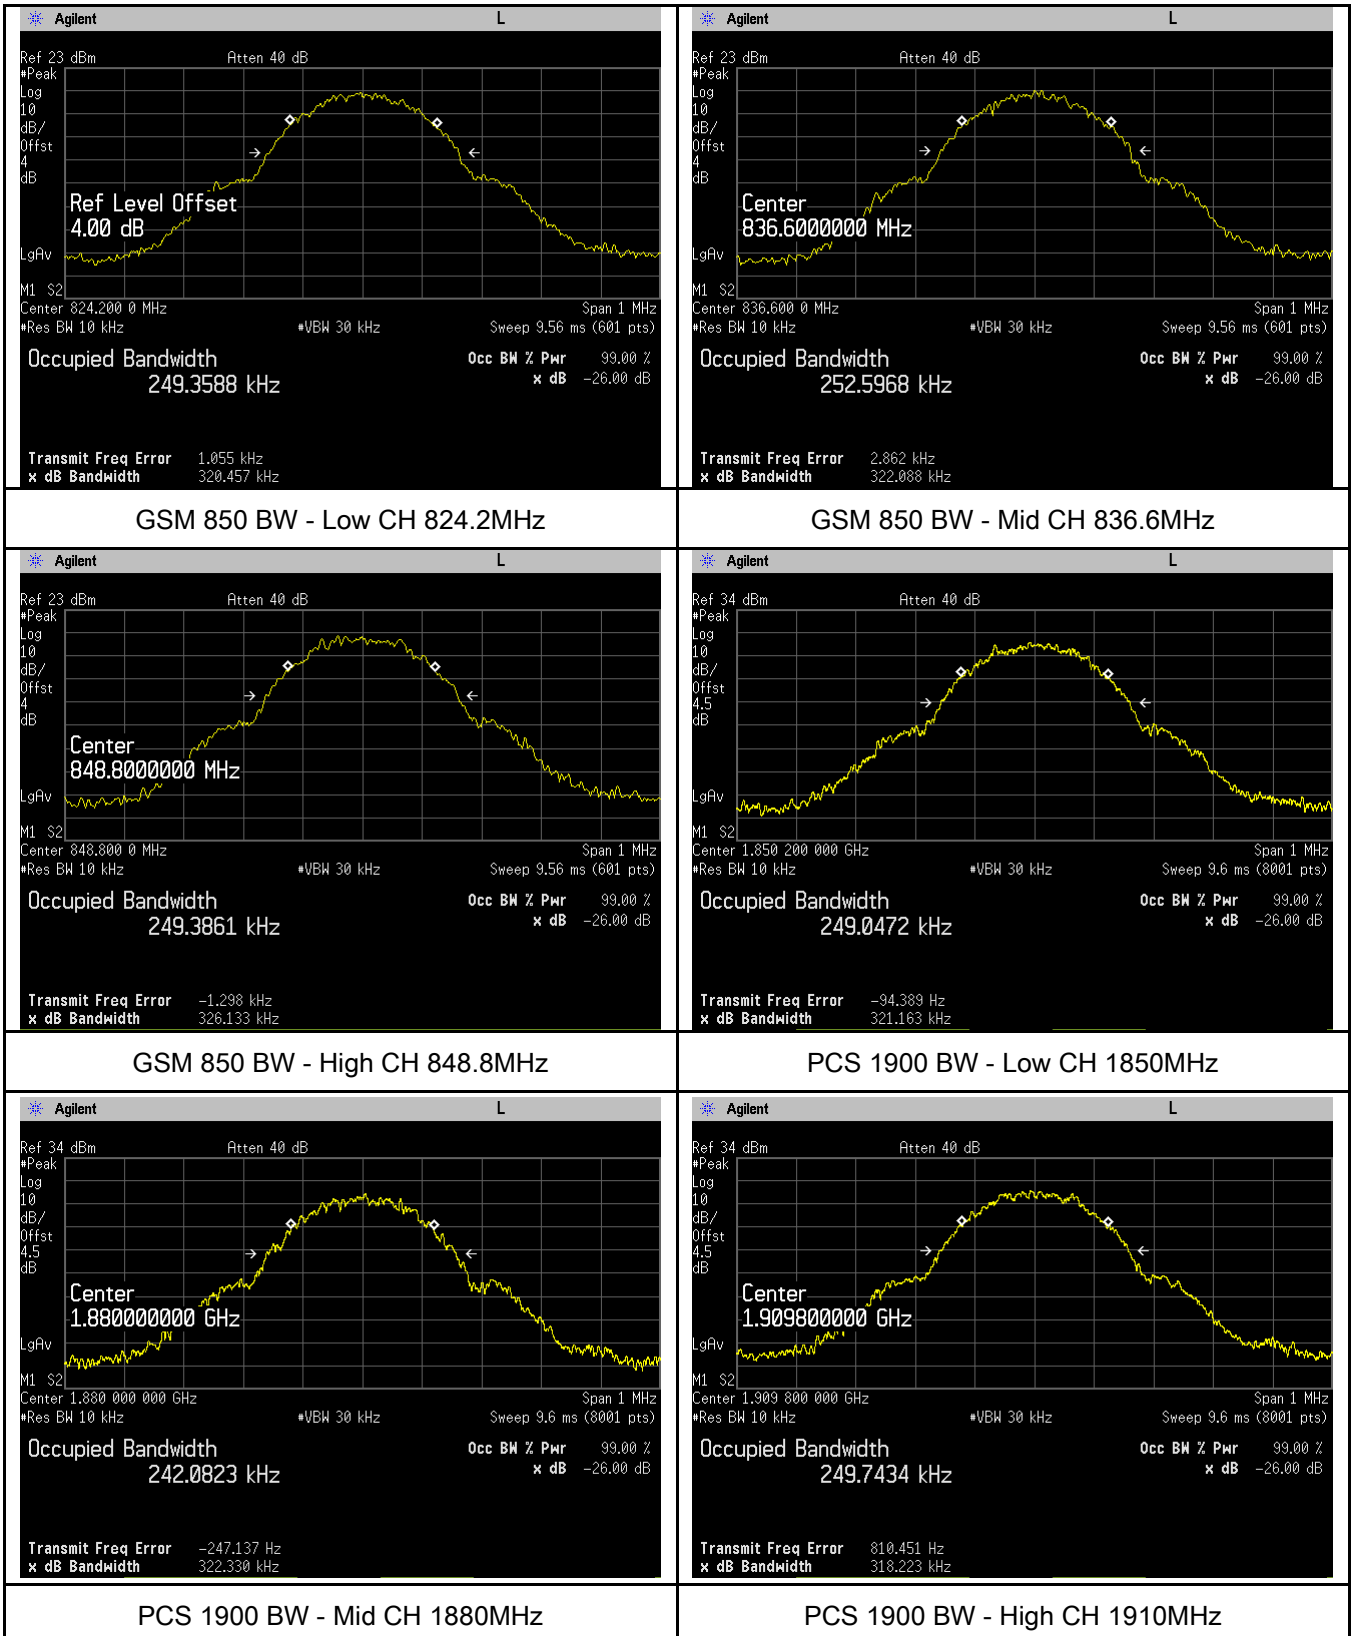 Agilent L
Ref 23 dBm Atten 40 dB
#Peak
Log
10
dB/
Offst
4
dB
Ref Level Offset
4.00 dB
LgAv
M1 S2
Center 824.200 0 MHz Span 1 MHz
#Res BW 10 kHz #VBW 30 kHz Sweep 9.56 ms (601 pts)
Occupied Bandwidth Occ BW % Pwr 99.00 %
249.3588 kHz x dB -26.00 dB
Transmit Freq Error 1.055 kHz
x dB Bandwidth 320.457 kHz
GSM 850 BW - Low CH 824.2MHz
Agilent L
Ref 23 dBm Atten 40 dB
#Peak
Log
10
dB/
Offst
4
dB
Center
836.6000000 MHz
LgAv
M1 S2
Center 836.600 0 MHz Span 1 MHz
#Res BW 10 kHz #VBW 30 kHz Sweep 9.56 ms (601 pts)
Occupied Bandwidth Occ BW % Pwr 99.00 %
252.5968 kHz x dB -26.00 dB
Transmit Freq Error 2.862 kHz
x dB Bandwidth 322.088 kHz
GSM 850 BW - Mid CH 836.6MHz
Agilent L
Ref 23 dBm Atten 40 dB
#Peak
Log
10
dB/
Offst
4
dB
Center
848.8000000 MHz
LgAv
M1 S2
Center 848.800 0 MHz Span 1 MHz
#Res BW 10 kHz #VBW 30 kHz Sweep 9.56 ms (601 pts)
Occupied Bandwidth Occ BW % Pwr 99.00 %
249.3861 kHz x dB -26.00 dB
Transmit Freq Error -1.298 kHz
x dB Bandwidth 326.133 kHz
GSM 850 BW - High CH 848.8MHz
Agilent L
Ref 34 dBm Atten 40 dB
#Peak
Log
10
dB/
Offst
4.5
dB
LgAv
M1 S2
Center 1.850 200 000 GHz Span 1 MHz
#Res BW 10 kHz #VBW 30 kHz Sweep 9.6 ms (8001 pts)
Occupied Bandwidth Occ BW % Pwr 99.00 %
249.0472 kHz x dB -26.00 dB
Transmit Freq Error -94.389 Hz
x dB Bandwidth 321.163 kHz
PCS 1900 BW - Low CH 1850MHz
Agilent L
Ref 34 dBm Atten 40 dB
#Peak
Log
10
dB/
Offst
4.5
dB
Center
1.880000000 GHz
LgAv
M1 S2
Center 1.880 000 000 GHz Span 1 MHz
#Res BW 10 kHz #VBW 30 kHz Sweep 9.6 ms (8001 pts)
Occupied Bandwidth Occ BW % Pwr 99.00 %
242.0823 kHz x dB -26.00 dB
Transmit Freq Error -247.137 Hz
x dB Bandwidth 322.330 kHz
PCS 1900 BW - Mid CH 1880MHz
Agilent L
Ref 34 dBm Atten 40 dB
#Peak
Log
10
dB/
Offst
4.5
dB
Center
1.909800000 GHz
LgAv
M1 S2
Center 1.909 800 000 GHz Span 1 MHz
#Res BW 10 kHz #VBW 30 kHz Sweep 9.6 ms (8001 pts)
Occupied Bandwidth Occ BW % Pwr 99.00 %
249.7434 kHz x dB -26.00 dB
Transmit Freq Error 810.451 Hz
x dB Bandwidth 318.223 kHz
PCS 1900 BW - High CH 1910MHz